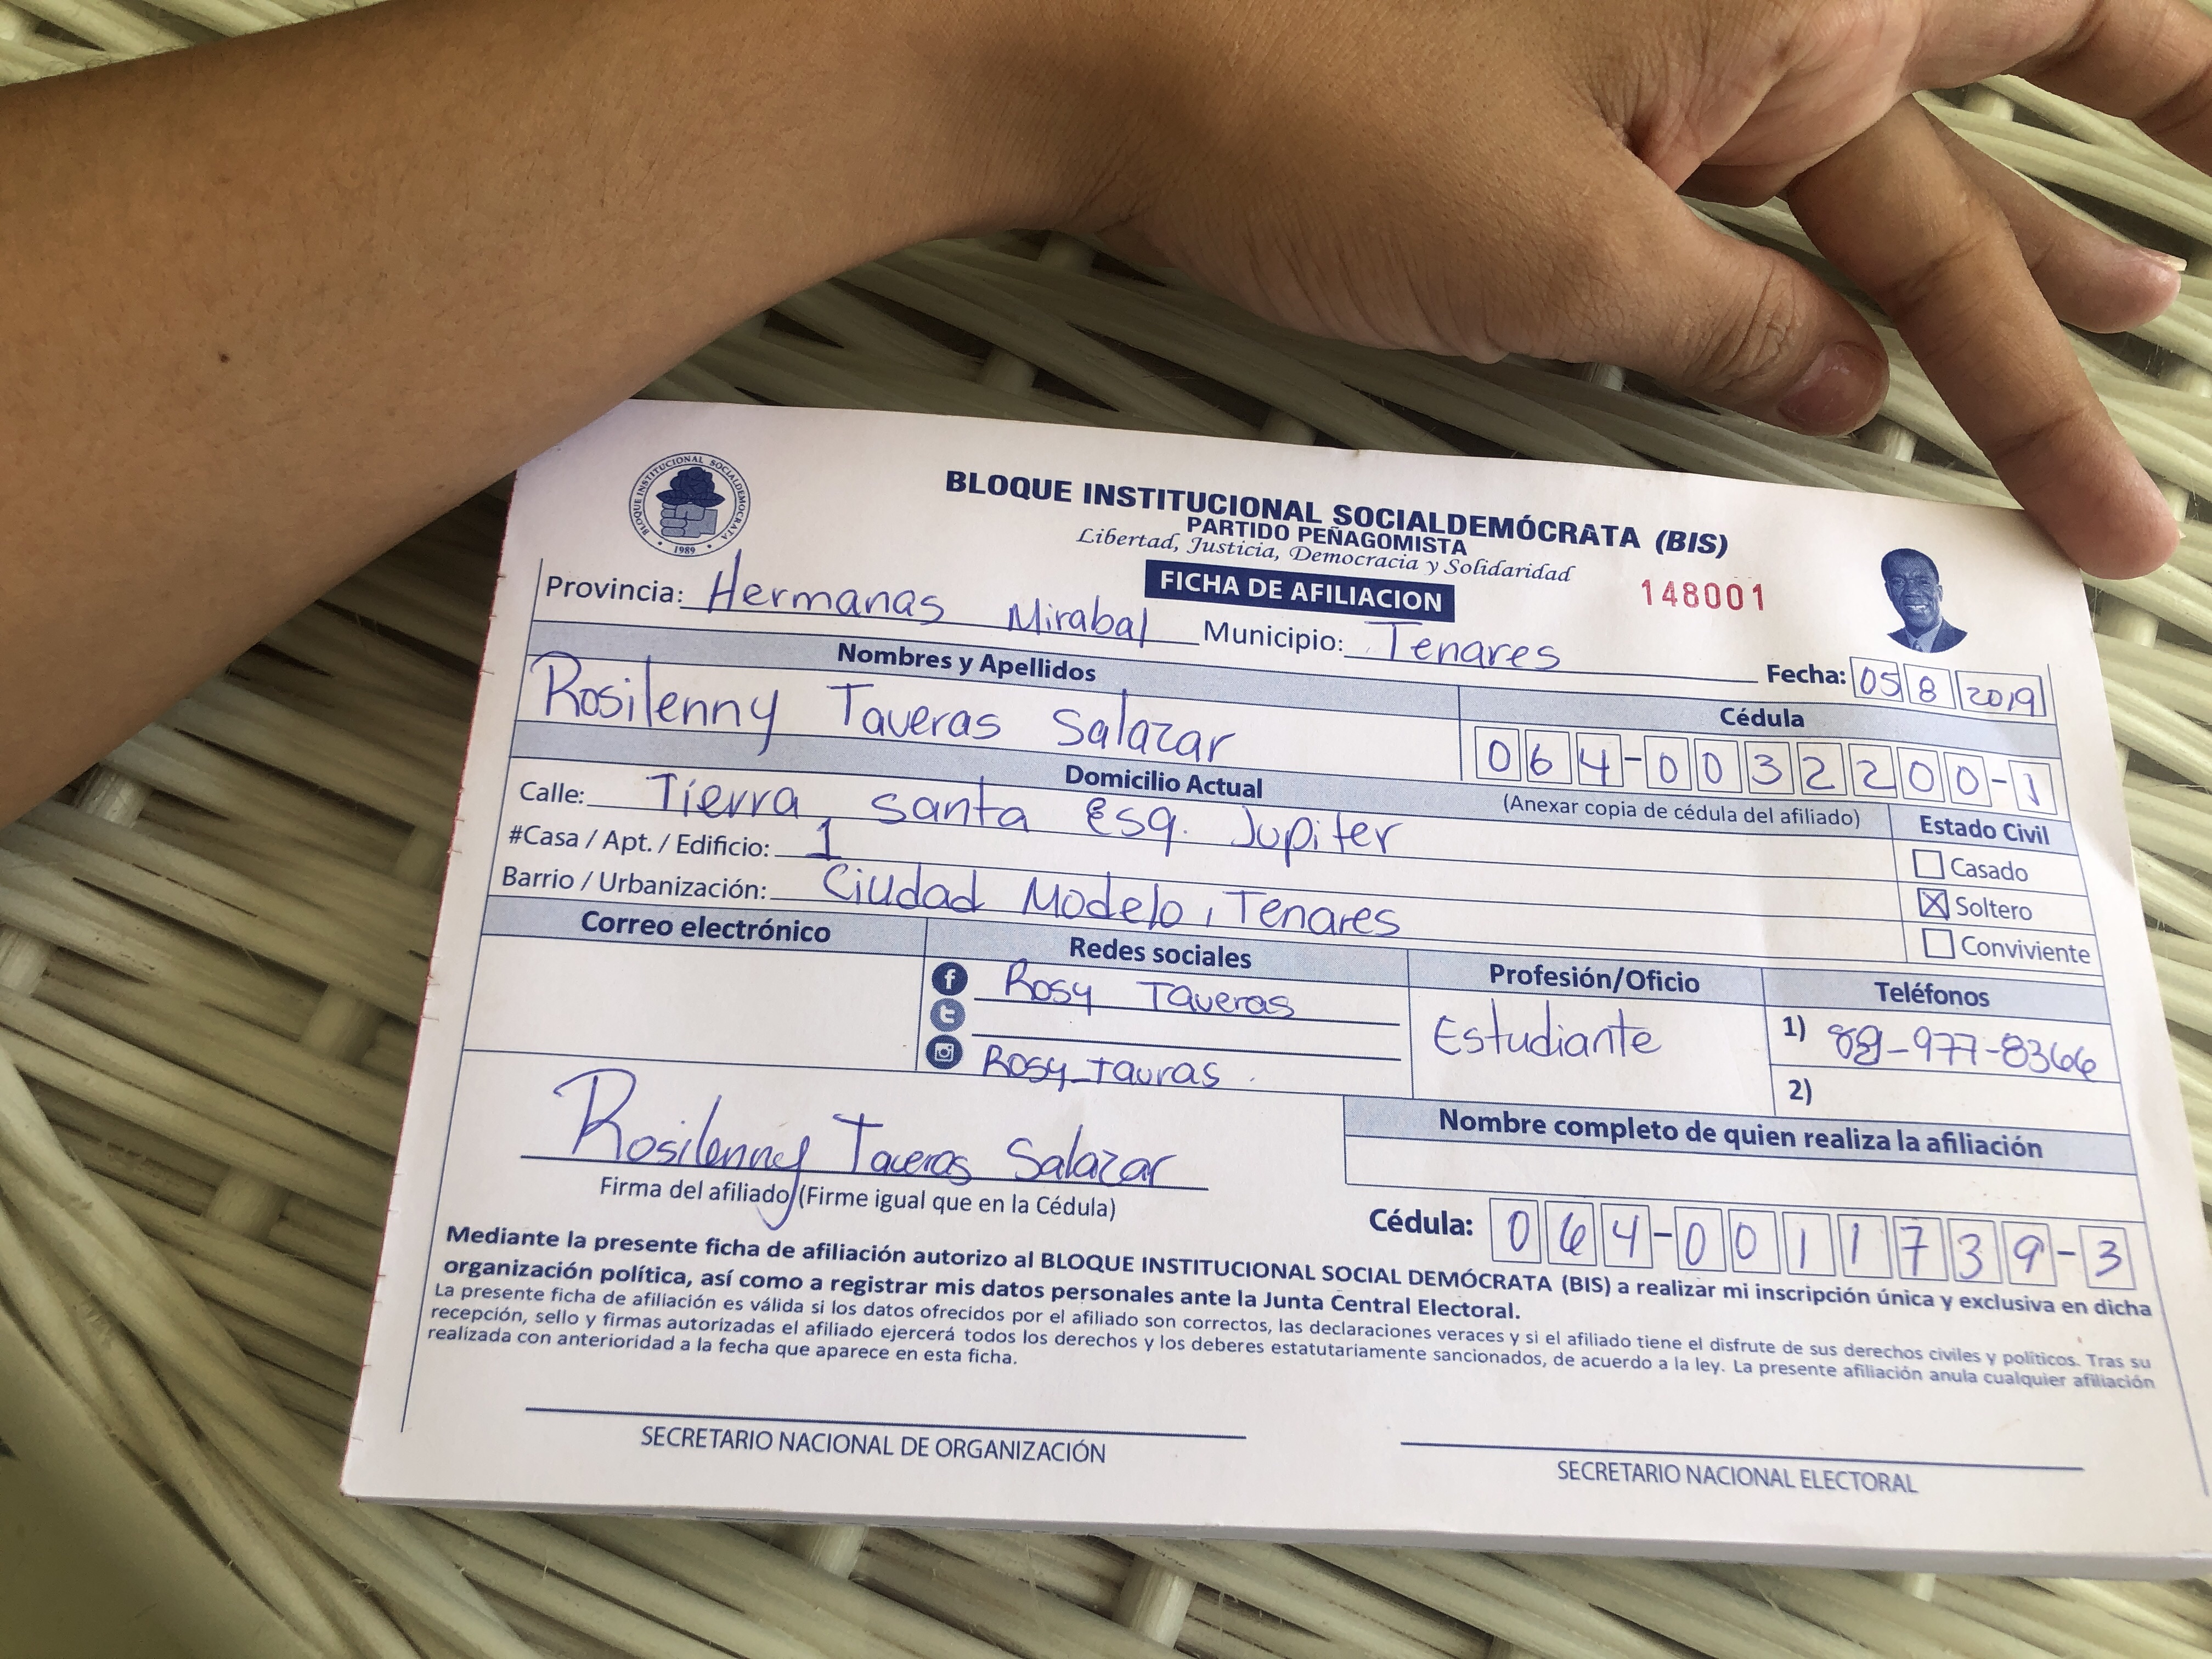 BLOQUE INSTITUCIONAL SOCIALDEMOCRATA
1989
BLOQUE INSTITUCIONAL SOCIALDEMÓCRATA (BIS)
PARTIDO PEÑAGOMISTA
Libertad, Justicia, Democracia y Solidaridad
FICHA DE AFILIACION
148001
Provincia: Hermanas Mirabal Municipio: Tenares
Fecha: 05 8 2019
Nombres y Apellidos
Cédula
Rosilenny Taveras Salazar
064-0032200-1
Domicilio Actual
(Anexar copia de cédula del afiliado)
Estado Civil
Calle: Tierra santa Esq. Jupiter
#Casa / Apt. / Edificio: 1
Casado
Barrio / Urbanización: Ciudad Modelo, Tenares
Soltero
Conviviente
Correo electrónico
Redes sociales
Profesión/Oficio
Teléfonos
Rosy Taveras
Estudiante
1) -977-8366
Rosy_tauras
2)
Nombre completo de quien realiza la afiliación
Rosilenny Taveras Salazar
Firma del afiliado (Firme igual que en la Cédula)
Cédula: 064-0011739-3
Mediante la presente ficha de afiliación autorizo al BLOQUE INSTITUCIONAL SOCIAL DEMÓCRATA (BIS) a realizar mi inscripción única y exclusiva en dicha
organización política, así como a registrar mis datos personales ante la Junta Central Electoral.
La presente ficha de afiliación es válida si los datos ofrecidos por el afiliado son correctos, las declaraciones veraces y si el afiliado tiene el disfrute de sus derechos civiles y políticos. Tras su
recepción, sello y firmas autorizadas el afiliado ejercerá todos los derechos y los deberes estatutariamente sancionados, de acuerdo a la ley. La presente afiliación anula cualquier afiliación
realizada con anterioridad a la fecha que aparece en esta ficha.
SECRETARIO NACIONAL DE ORGANIZACIÓN
SECRETARIO NACIONAL ELECTORAL